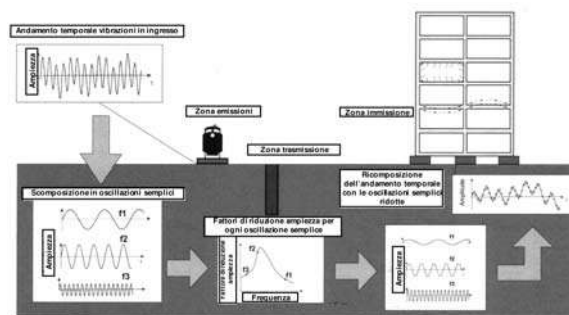 Andamento temporale vibrazioni in ingresso
Ampiezza
t
Zona emissioni
Zona immissione
Zona trasmissione
Scomposizione in oscillazioni semplici
Ampiezza
f1
f2
f3
Fattori di riduzione ampiezza per
ogni oscillazione semplice
Fattore di riduzione
ampiezza
f2
f3
f1
Frequenza
Ricomposizione
dell'andamento temporale
con le oscillazioni semplici
ridotte
Ampiezza
f1
f2
f3
Amplitude